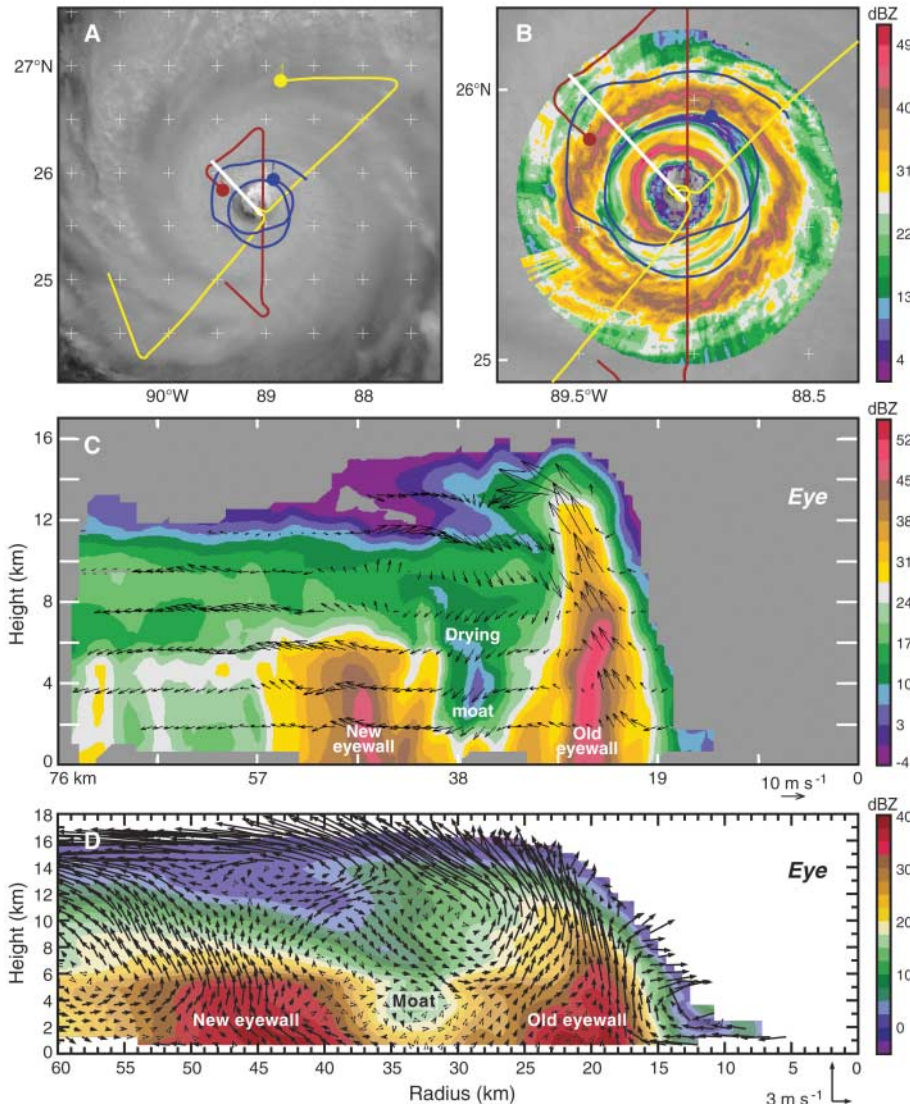 A
27°N
26
25
90°W
89
88
B
26°N
25
89.5°W
88.5
dBZ
49
40
31
22
13
4
C
Eye
Height (km)
16
12
8
4
0
Drying
moat
New
eyewall
Old
eyewall
76 km
57
38
19
0
10 m s⁻¹
dBZ
52
45
38
31
24
17
10
3
-4
D
Eye
Height (km)
18
16
14
12
10
8
6
4
2
0
Moat
New eyewall
Old eyewall
60
55
50
45
40
35
30
25
20
15
10
5
0
Radius (km)
3 m s⁻¹
dBZ
40
30
20
10
0